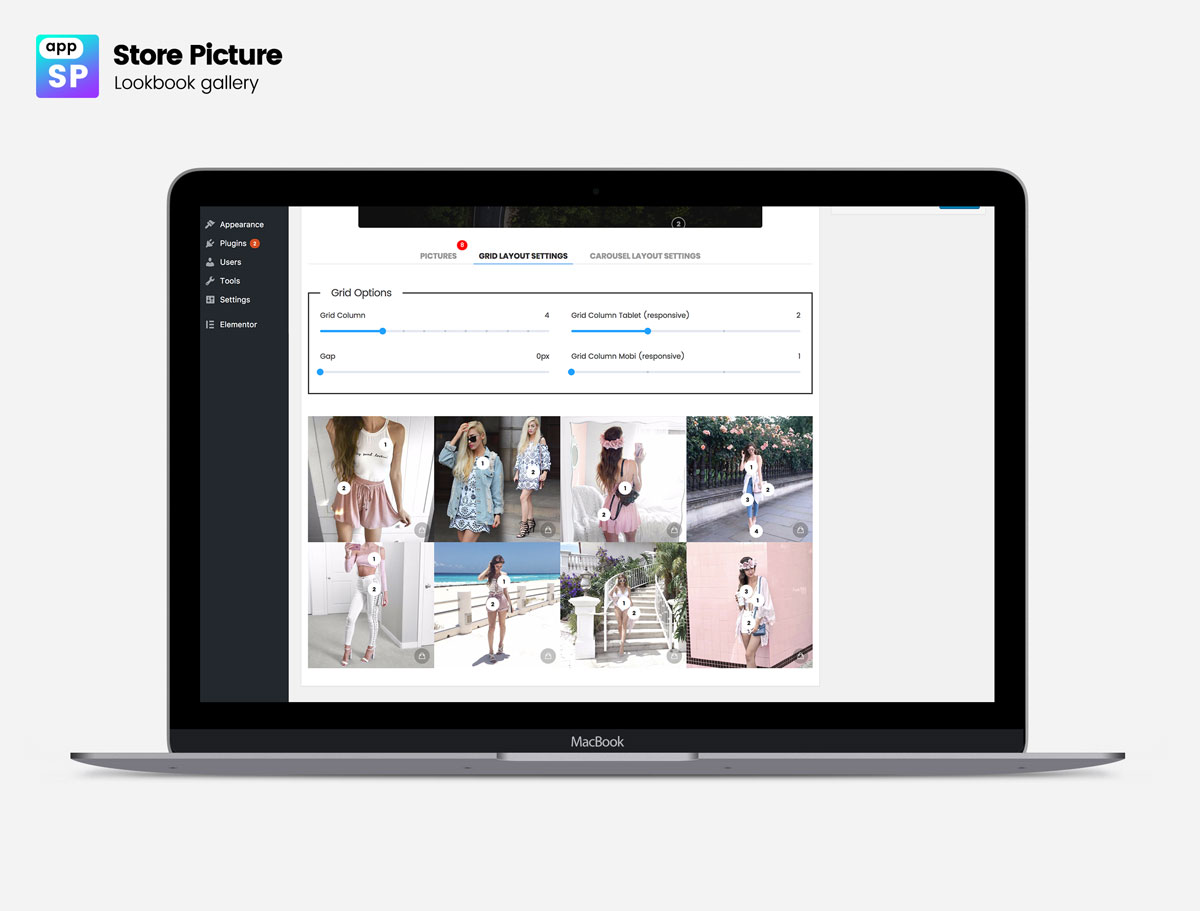 app
SP
Store Picture
Lookbook gallery
2
Appearance
Plugins 2
Users
Tools
Settings
Elementor
PICTURES 8
GRID LAYOUT SETTINGS
CAROUSEL LAYOUT SETTINGS
Grid Options
Grid Column 4
Grid Column Tablet (responsive) 2
Gap 0px
Grid Column Mobi (responsive) 1
1
2
1
2
1
2
1
2
3
4
1
2
1
2
1
2
3
1
2
MacBook